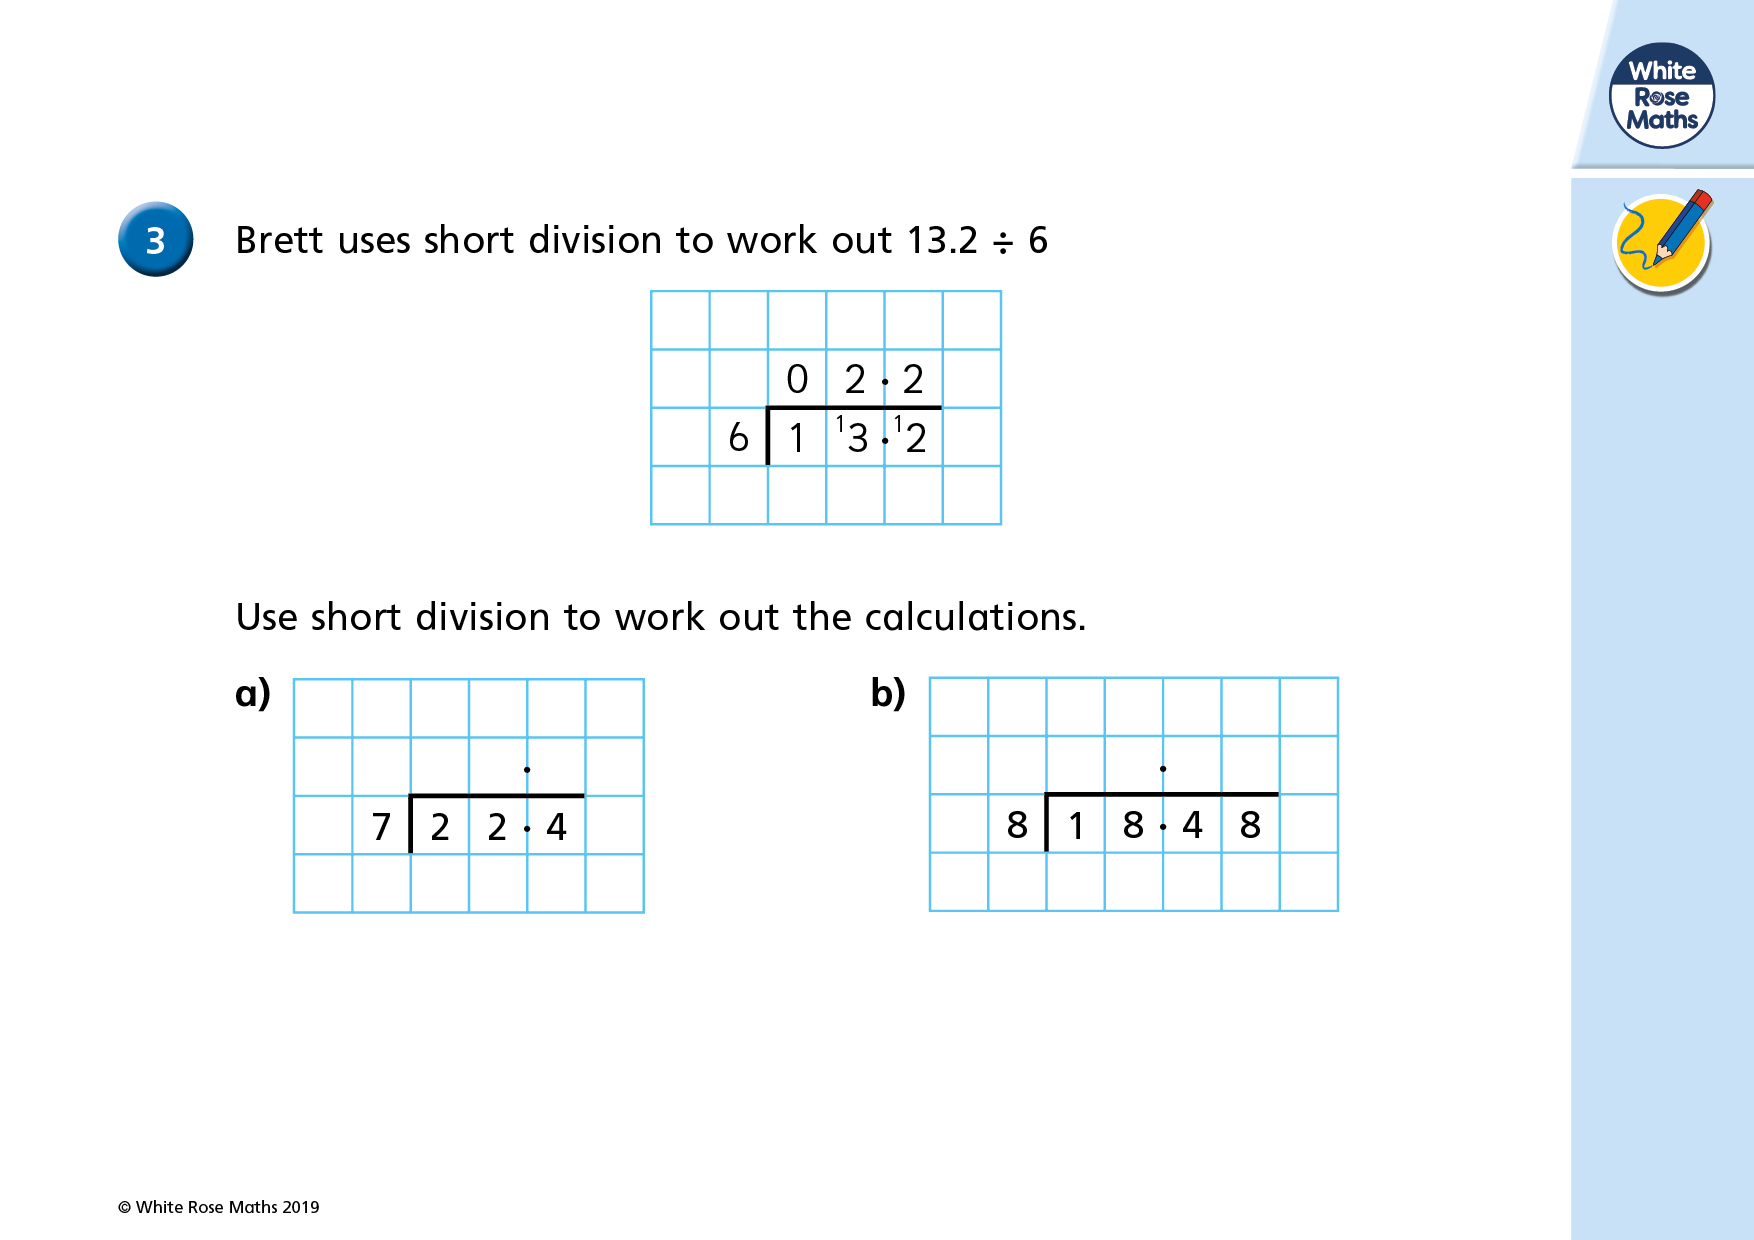 White
Rose
Maths
3 Brett uses short division to work out 13.2 ÷ 6
0 2 . 2
6 1 ¹3 . ¹2
Use short division to work out the calculations.
a) b)
. .
7 2 2 . 4 8 1 8 . 4 8
© White Rose Maths 2019